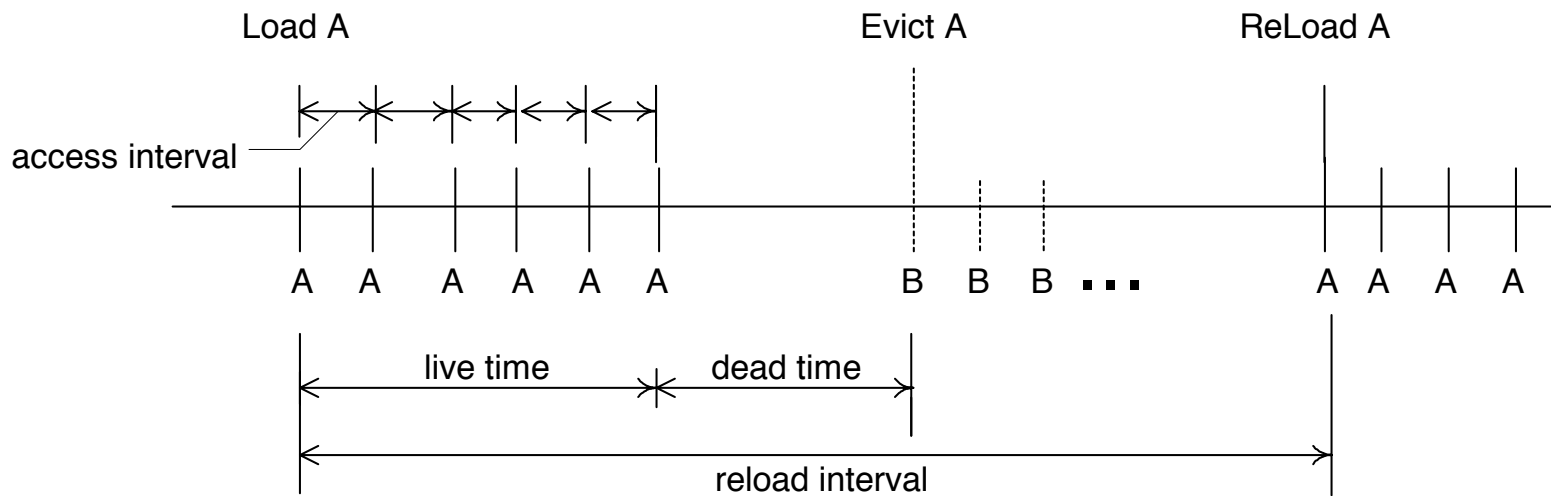 Load A Evict A ReLoad A
access interval
A A A A A A B B B ... A A A A
live time dead time
reload interval